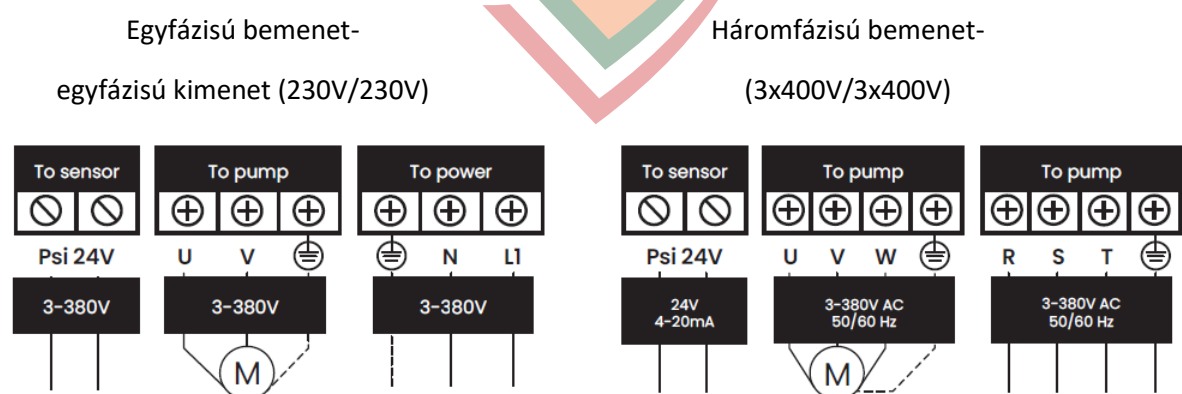 Egyfázisú bemenet-
egyfázisú kimenet (230V/230V)
To sensor
To pump
To power
Psi 24V
U V
N L1
3-380V
3-380V
3-380V
M
Háromfázisú bemenet-
(3x400V/3x400V)
To sensor
To pump
To pump
Psi 24V
U V W
R S T
24V
4-20mA
3-380V AC
50/60 Hz
3-380V AC
50/60 Hz
M